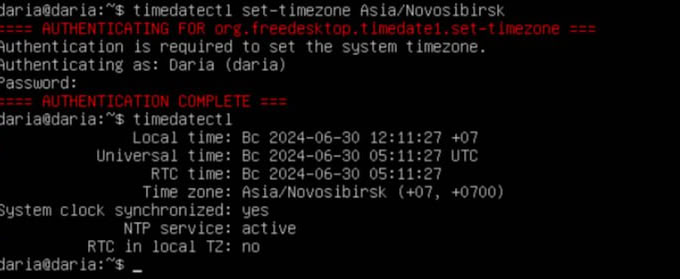 daria@daria:~$ timedatectl set-timezone Asia/Novosibirsk
==== AUTHENTICATING FOR org.freedesktop.timedate1.set-timezone ===
Authentication is required to set the system timezone.
Authenticating as: Daria (daria)
Password:
==== AUTHENTICATION COMPLETE ===
daria@daria:~$ timedatectl
Local time: Вс 2024-06-30 12:11:27 +07
Universal time: Вс 2024-06-30 05:11:27 UTC
RTC time: Вс 2024-06-30 05:11:27
Time zone: Asia/Novosibirsk (+07, +0700)
System clock synchronized: yes
NTP service: active
RTC in local TZ: no
daria@daria:~$ _